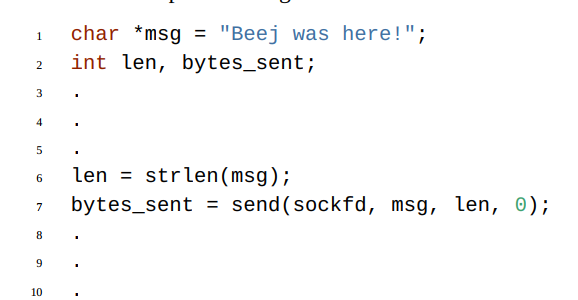 1 char *msg = "Beej was here!";
2 int len, bytes_sent;
3 .
4 .
5 .
6 len = strlen(msg);
7 bytes_sent = send(sockfd, msg, len, 0);
8 .
9 .
10 .